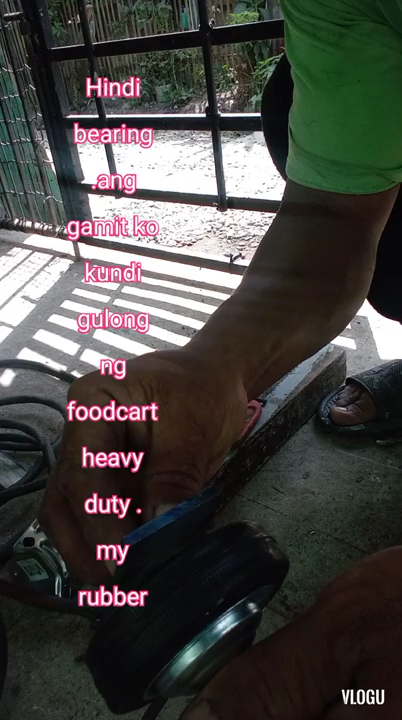 Hindi
bearing
.ang
gamit ko
kundi
gulong
ng
foodcart
heavy
duty .
my
rubber
VLOGU